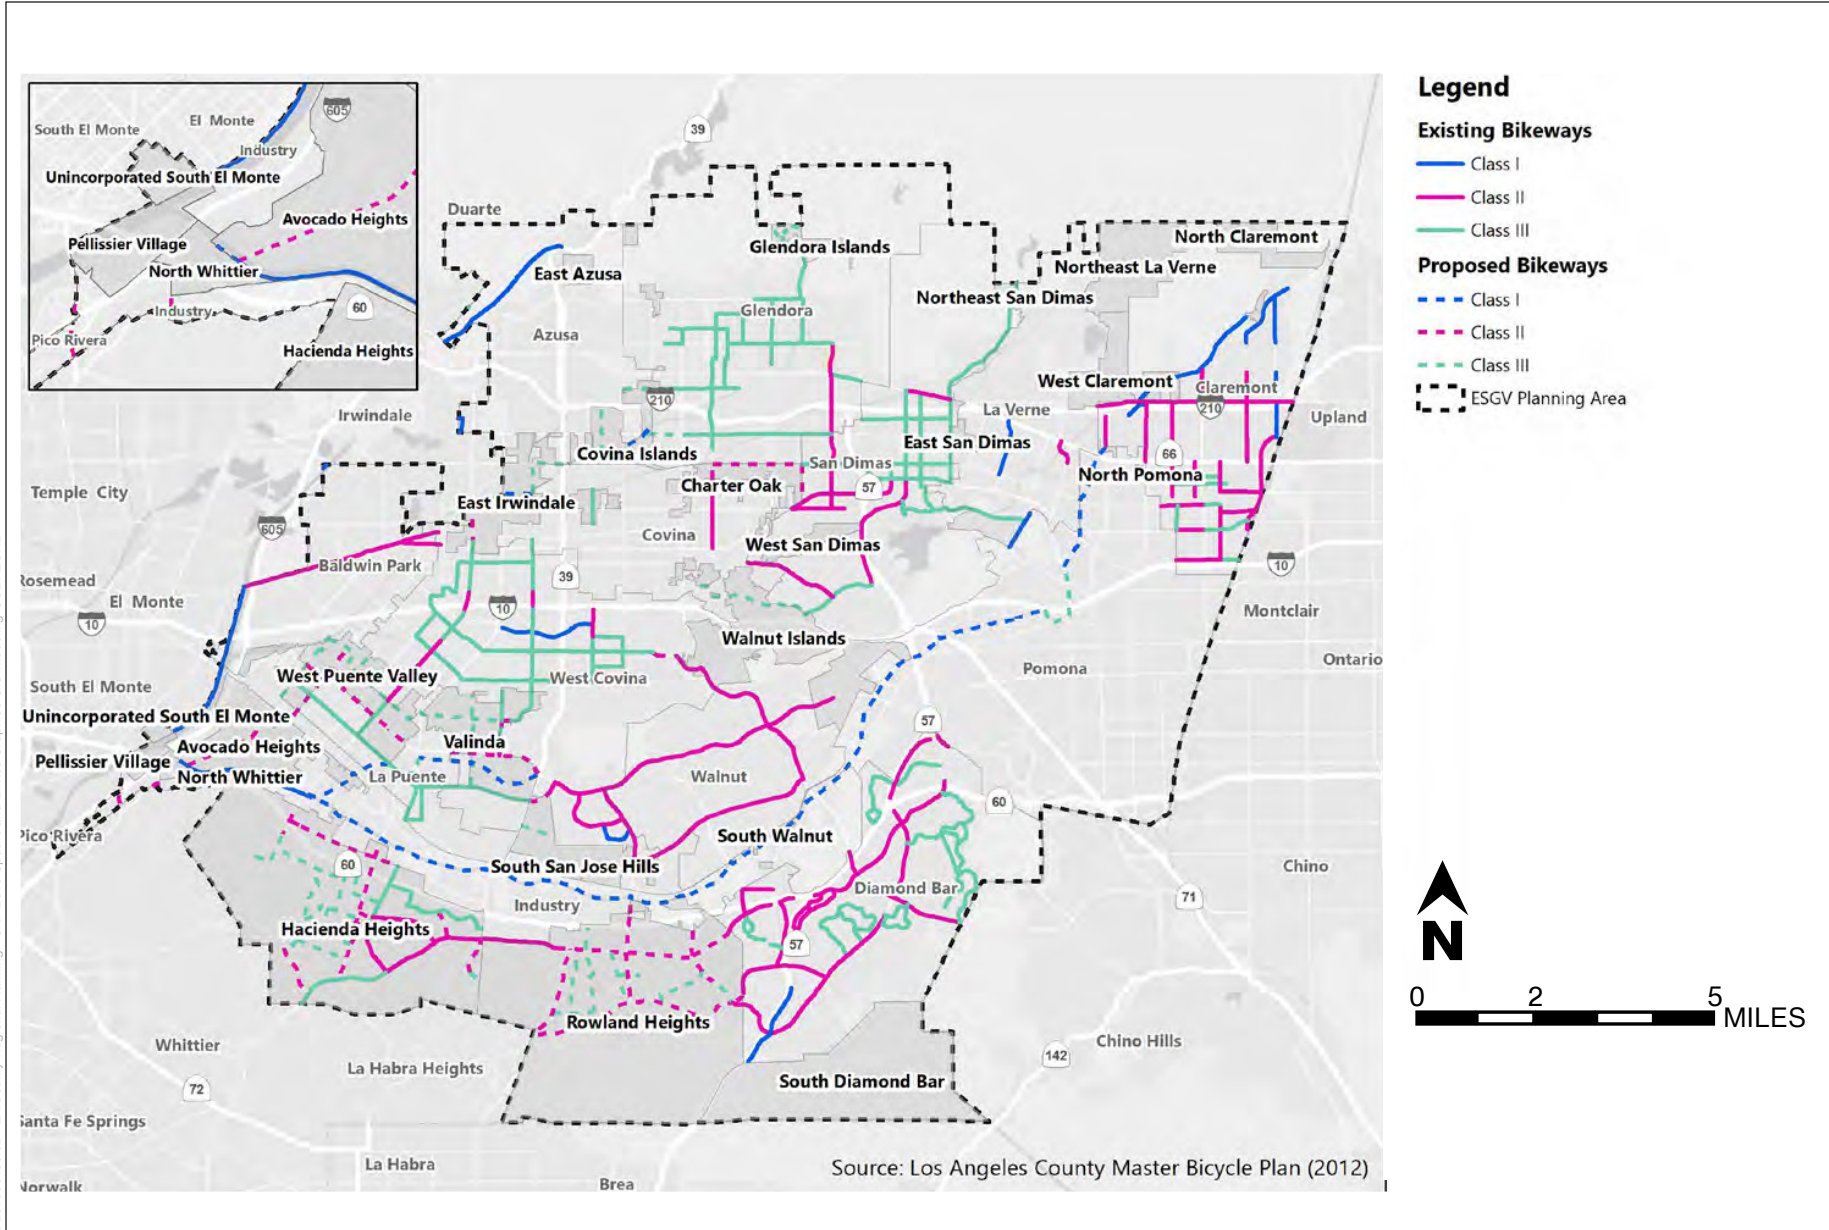 605
South El Monte
El Monte
Industry
Unincorporated South El Monte
Avocado Heights
Pellissier Village
North Whittier
Industry
60
Pico Rivera
Hacienda Heights
39
Duarte
Glendora Islands
North Claremont
East Azusa
Northeast La Verne
Northeast San Dimas
Glendora
Azusa
West Claremont
Claremont
210
210
Irwindale
La Verne
Upland
East San Dimas
Covina Islands
66
San Dimas
North Pomona
Charter Oak
57
Temple City
East Irwindale
605
Covina
West San Dimas
Baldwin Park
39
10
Rosemead
El Monte
10
10
Montclair
Walnut Islands
Ontario
Pomona
West Puente Valley
West Covina
South El Monte
Unincorporated South El Monte
57
Avocado Heights
Valinda
Pellissier Village
North Whittier
La Puente
Walnut
60
Pico Rivera
South Walnut
60
South San Jose Hills
Chino
Diamond Bar
71
Industry
Hacienda Heights
57
Rowland Heights
Whittier
Chino Hills
142
La Habra Heights
72
South Diamond Bar
Santa Fe Springs
La Habra
Source: Los Angeles County Master Bicycle Plan (2012)
Norwalk
Brea
Legend
Existing Bikeways
Class I
Class II
Class III
Proposed Bikeways
Class I
Class II
Class III
ESGV Planning Area
N
0 2 5
MILES